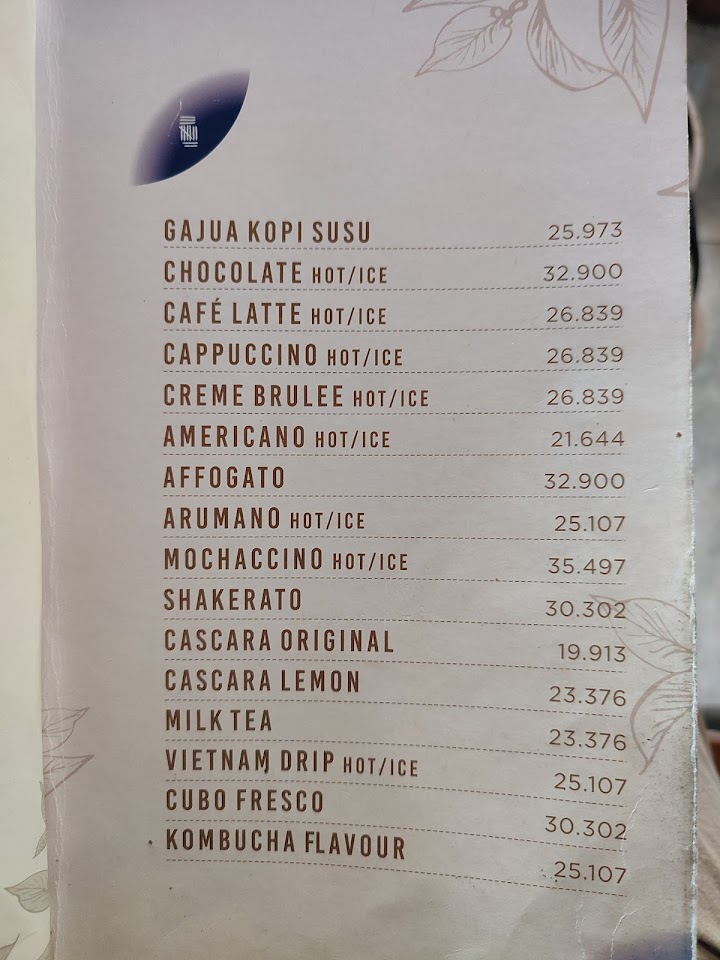 GAJUA KOPI SUSU 25.973
CHOCOLATE HOT/ICE 32.900
CAFÉ LATTE HOT/ICE 26.839
CAPPUCCINO HOT/ICE 26.839
CREME BRULEE HOT/ICE 26.839
AMERICANO HOT/ICE 21.644
AFFOGATO 32.900
ARUMANO HOT/ICE 25.107
MOCHACCINO HOT/ICE 35.497
SHAKERATO 30.302
CASCARA ORIGINAL 19.913
CASCARA LEMON 23.376
MILK TEA 23.376
VIETNAM DRIP HOT/ICE 25.107
CUBO FRESCO 30.302
KOMBUCHA FLAVOUR 25.107